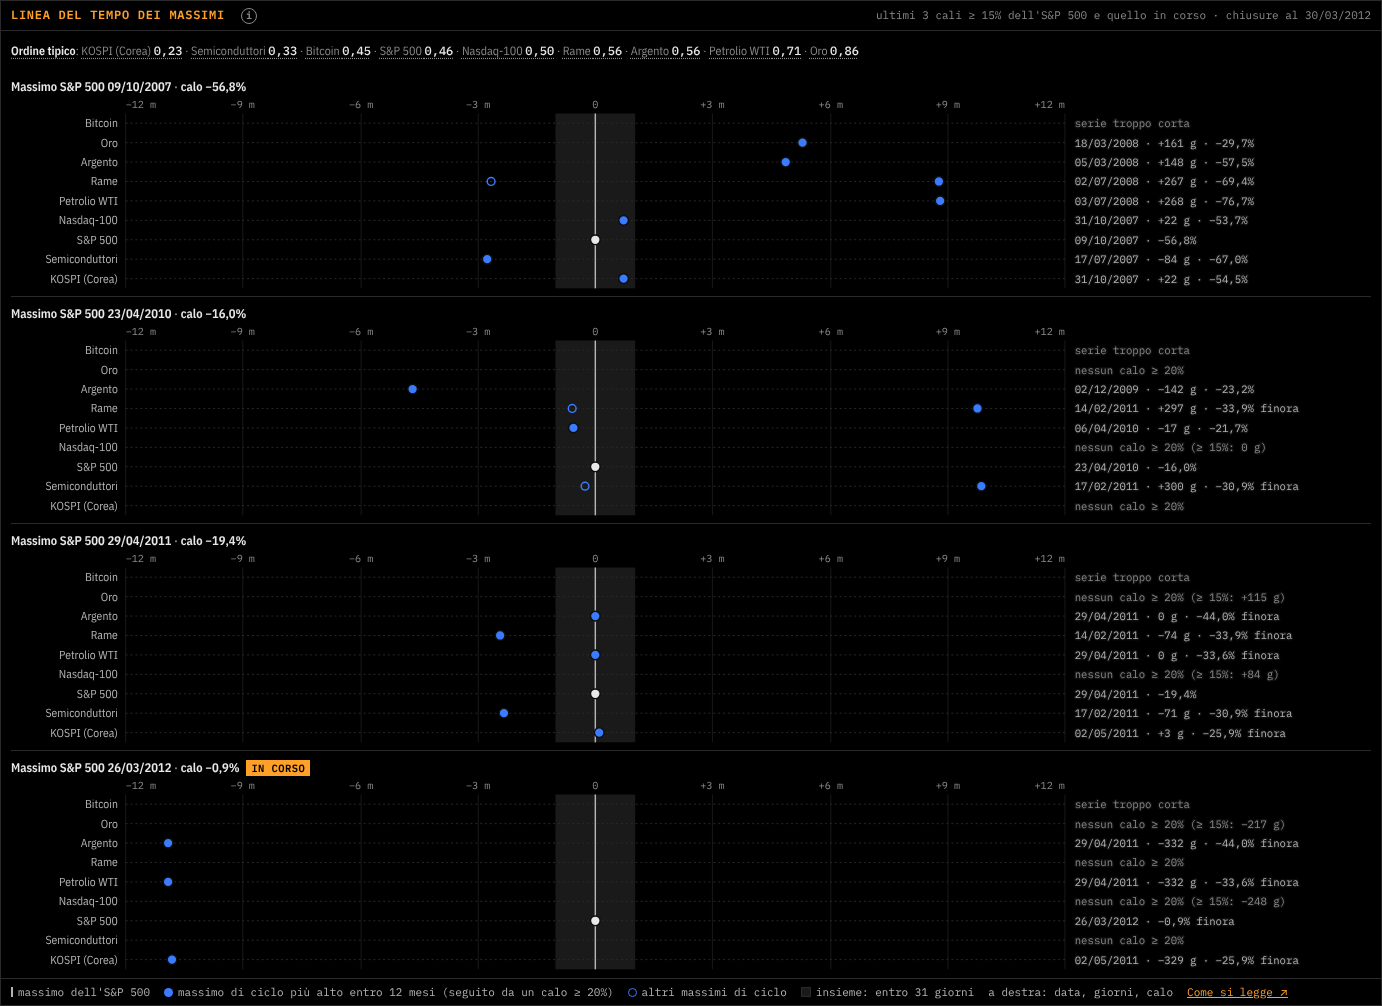 LINEA DEL TEMPO DEI MASSIMI i ultimi 3 cali ≥ 15% dell'S&P 500 e quello in corso · chiusure al 30/03/2012
Ordine tipico: KOSPI (Corea) 0,23 · Semiconduttori 0,33 · Bitcoin 0,45 · S&P 500 0,46 · Nasdaq-100 0,50 · Rame 0,56 · Argento 0,56 · Petrolio WTI 0,71 · Oro 0,86
Massimo S&P 500 09/10/2007 · calo −56,8%
−12 m −9 m −6 m −3 m 0 +3 m +6 m +9 m +12 m
Bitcoin serie troppo corta
Oro 18/03/2008 · +161 g · −29,7%
Argento 05/03/2008 · +148 g · −57,5%
Rame 02/07/2008 · +267 g · −69,4%
Petrolio WTI 03/07/2008 · +268 g · −76,7%
Nasdaq-100 31/10/2007 · +22 g · −53,7%
S&P 500 09/10/2007 · −56,8%
Semiconduttori 17/07/2007 · −84 g · −67,0%
KOSPI (Corea) 31/10/2007 · +22 g · −54,5%
Massimo S&P 500 23/04/2010 · calo −16,0%
−12 m −9 m −6 m −3 m 0 +3 m +6 m +9 m +12 m
Bitcoin serie troppo corta
Oro nessun calo ≥ 20%
Argento 02/12/2009 · −142 g · −23,2%
Rame 14/02/2011 · +297 g · −33,9% finora
Petrolio WTI 06/04/2010 · −17 g · −21,7%
Nasdaq-100 nessun calo ≥ 20% (≥ 15%: 0 g)
S&P 500 23/04/2010 · −16,0%
Semiconduttori 17/02/2011 · +300 g · −30,9% finora
KOSPI (Corea) nessun calo ≥ 20%
Massimo S&P 500 29/04/2011 · calo −19,4%
−12 m −9 m −6 m −3 m 0 +3 m +6 m +9 m +12 m
Bitcoin serie troppo corta
Oro nessun calo ≥ 20% (≥ 15%: +115 g)
Argento 29/04/2011 · 0 g · −44,0% finora
Rame 14/02/2011 · −74 g · −33,9% finora
Petrolio WTI 29/04/2011 · 0 g · −33,6% finora
Nasdaq-100 nessun calo ≥ 20% (≥ 15%: +84 g)
S&P 500 29/04/2011 · −19,4%
Semiconduttori 17/02/2011 · −71 g · −30,9% finora
KOSPI (Corea) 02/05/2011 · +3 g · −25,9% finora
Massimo S&P 500 26/03/2012 · calo −0,9% IN CORSO
−12 m −9 m −6 m −3 m 0 +3 m +6 m +9 m +12 m
Bitcoin serie troppo corta
Oro nessun calo ≥ 20% (≥ 15%: −217 g)
Argento 29/04/2011 · −332 g · −44,0% finora
Rame nessun calo ≥ 20%
Petrolio WTI 29/04/2011 · −332 g · −33,6% finora
Nasdaq-100 nessun calo ≥ 20% (≥ 15%: −248 g)
S&P 500 26/03/2012 · −0,9% finora
Semiconduttori nessun calo ≥ 20%
KOSPI (Corea) 02/05/2011 · −329 g · −25,9% finora
massimo dell'S&P 500 massimo di ciclo più alto entro 12 mesi (seguito da un calo ≥ 20%) altri massimi di ciclo insieme: entro 31 giorni a destra: data, giorni, calo Come si legge ↗